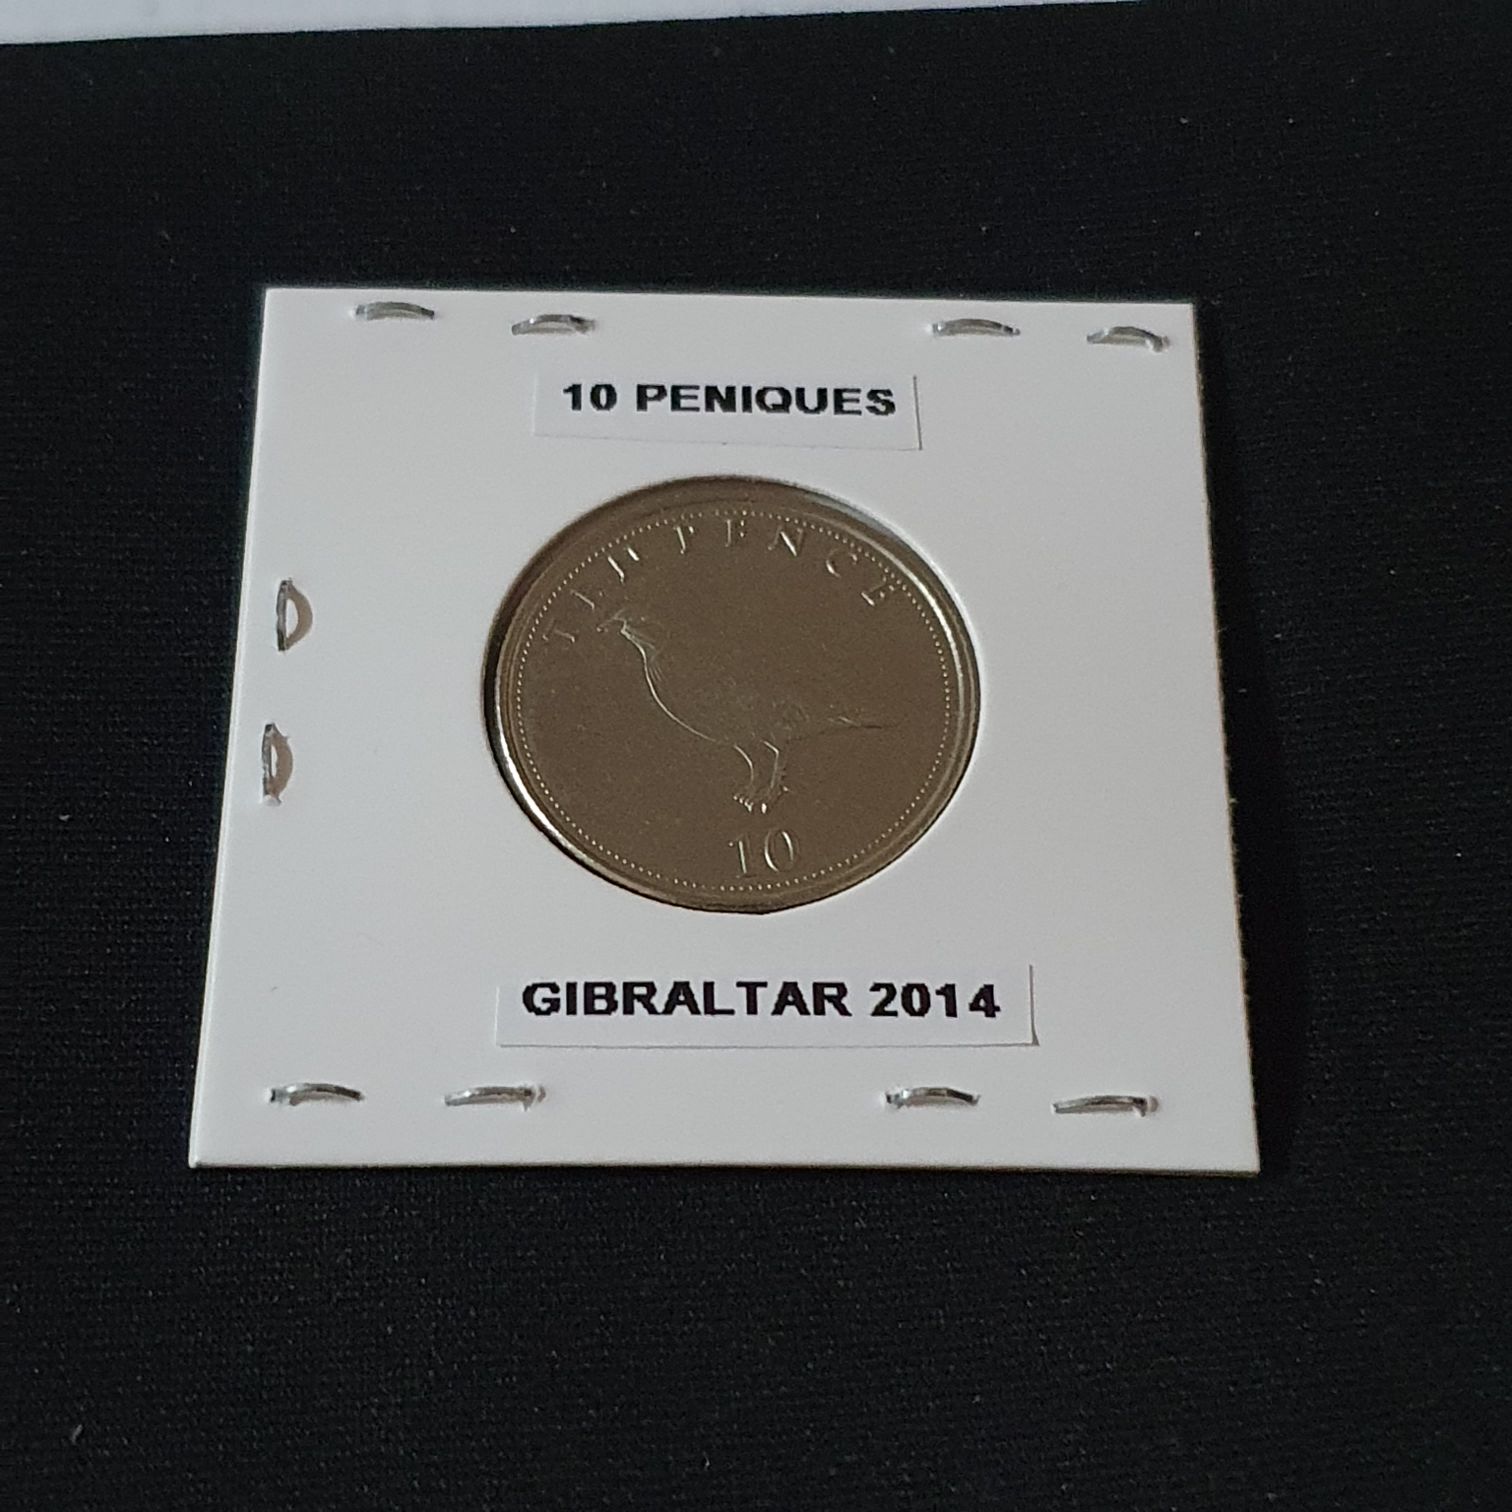 10 PENIQUES
TEN PENCE
10
GIBRALTAR 2014